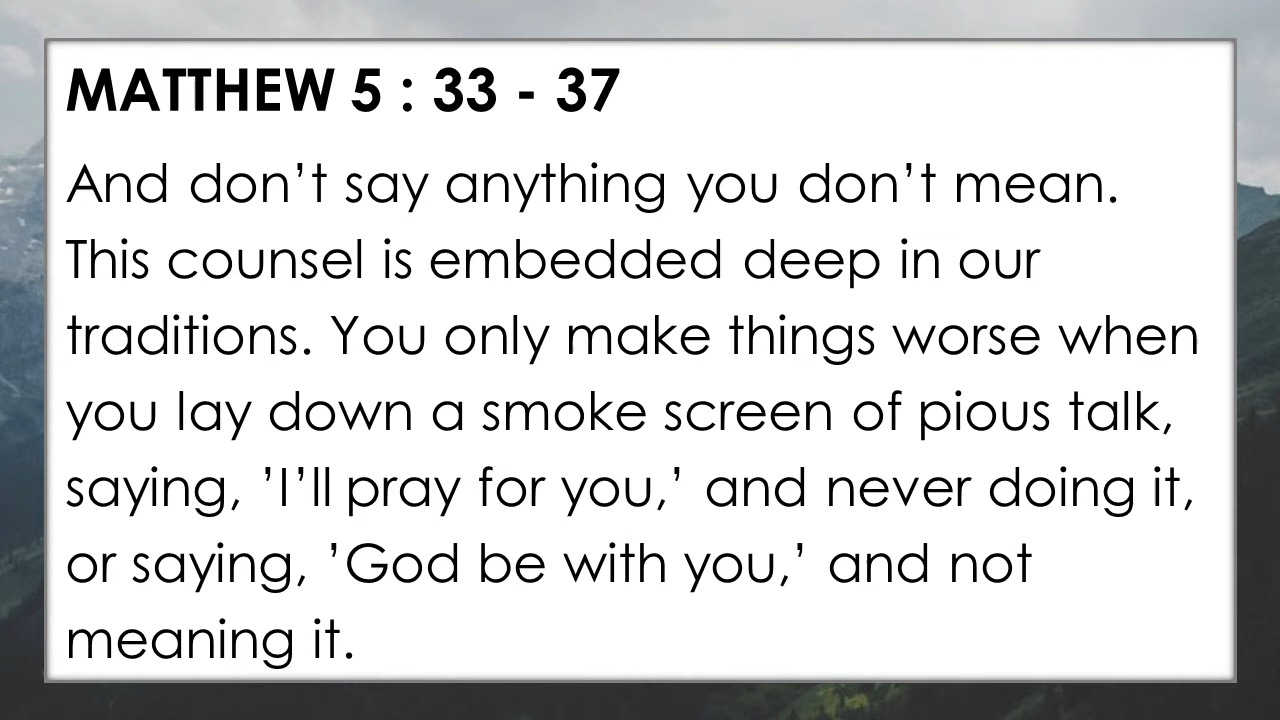 MATTHEW 5 : 33 - 37
And don’t say anything you don’t mean.
This counsel is embedded deep in our
traditions. You only make things worse when
you lay down a smoke screen of pious talk,
saying, ’I’ll pray for you,’ and never doing it,
or saying, ’God be with you,’ and not
meaning it.